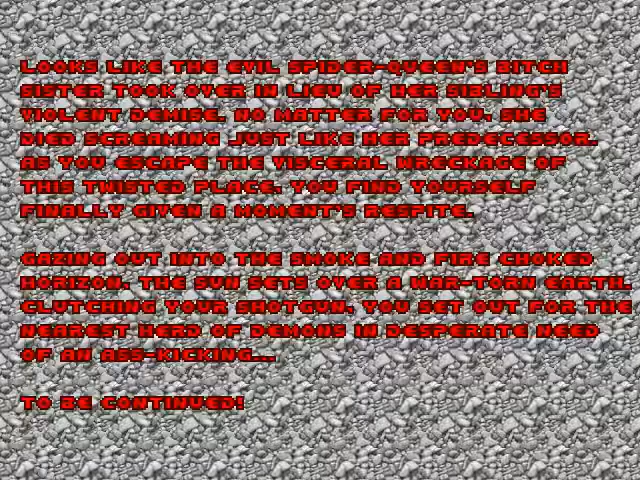 LOOKS LIKE THE EVIL SPIDER-QUEEN'S BITCH
SISTER TOOK OVER IN LIEU OF HER SIBLING'S
VIOLENT DEMISE. NO MATTER FOR YOU, SHE
DIED SCREAMING JUST LIKE HER PREDECESSOR.
AS YOU ESCAPE THE VISCERAL WRECKAGE OF
THIS TWISTED PLACE, YOU FIND YOURSELF
FINALLY GIVEN A MOMENT'S RESPITE.
GAZING OUT INTO THE SMOKE AND FIRE CHOKED
HORIZON, THE SUN SETS OVER A WAR-TORN EARTH.
CLUTCHING YOUR SHOTGUN, YOU SET OUT FOR THE
NEAREST HERD OF DEMONS IN DESPERATE NEED
OF AN ASS-KICKING...
TO BE CONTINUED!